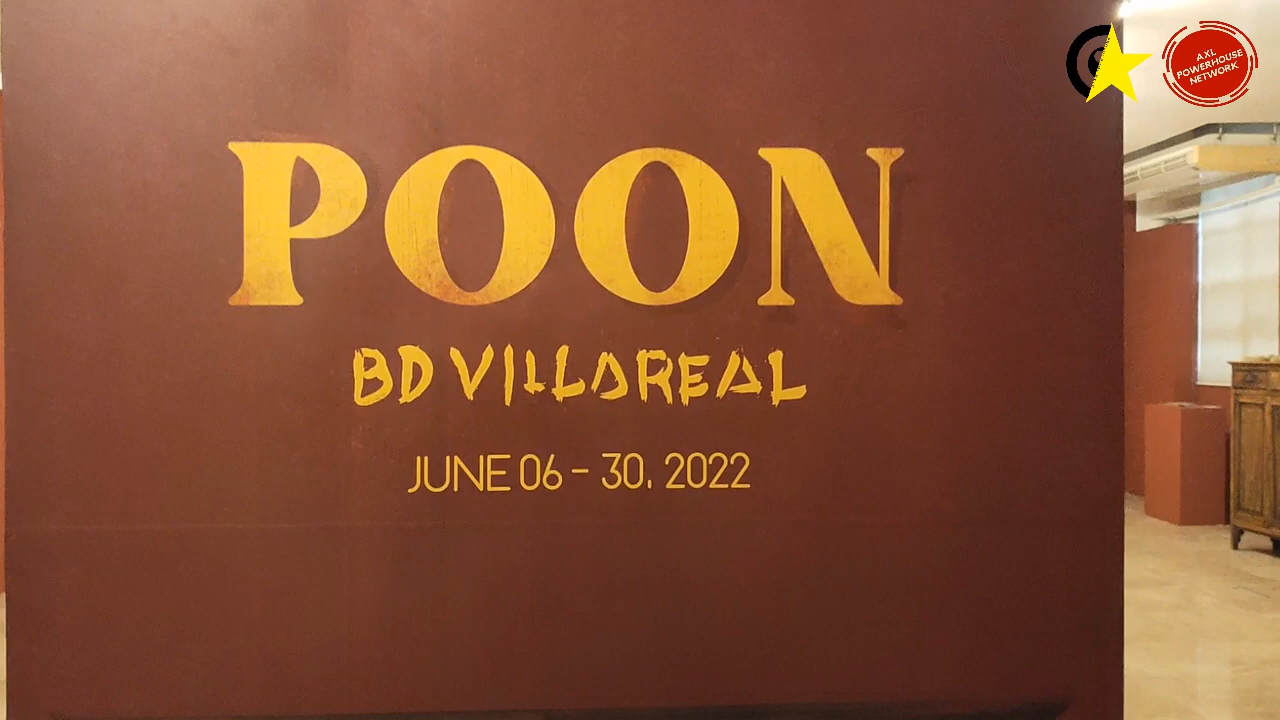 AXL
POWERHOUSE
NETWORK
POON
BD VILLAREAL
JUNE 06 - 30, 2022